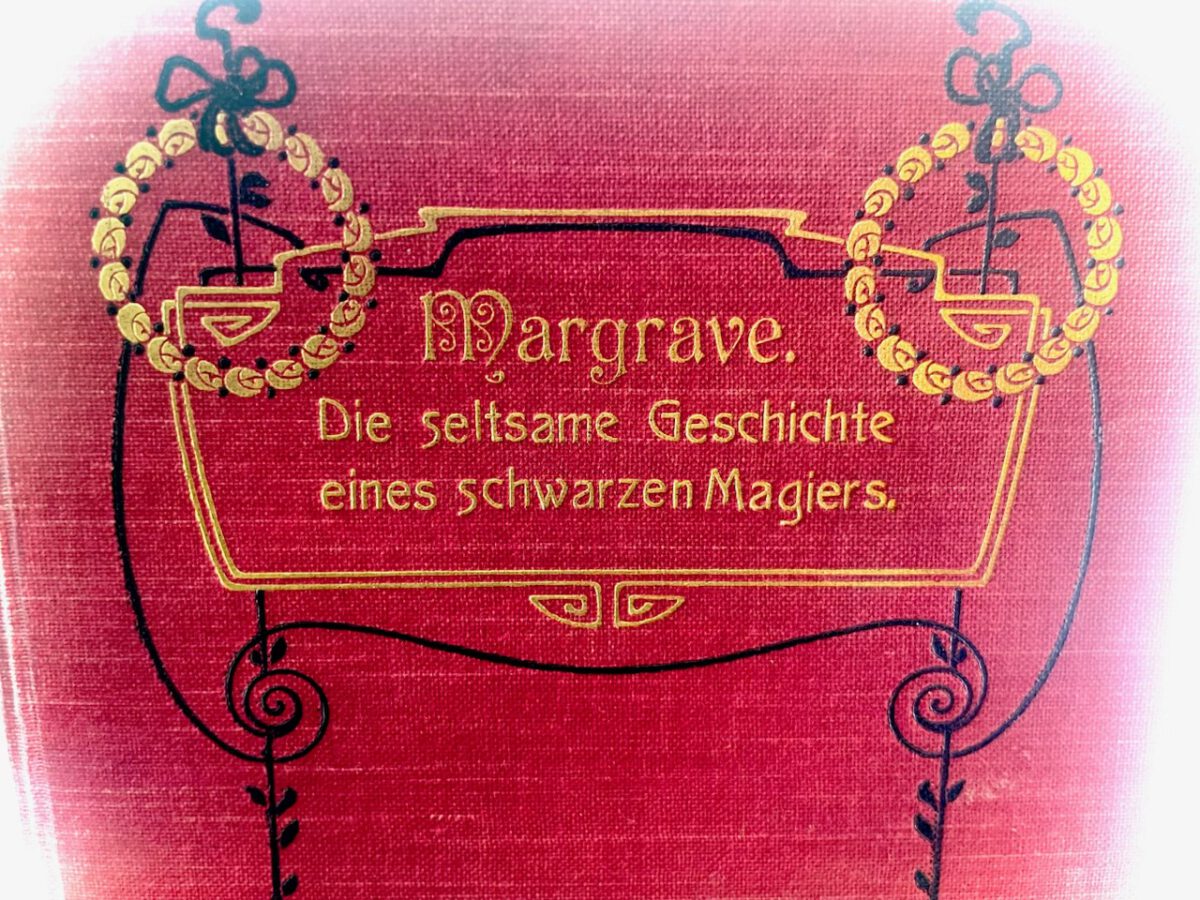 Margrave.
Die seltsame Geschichte
eines schwarzen Magiers.